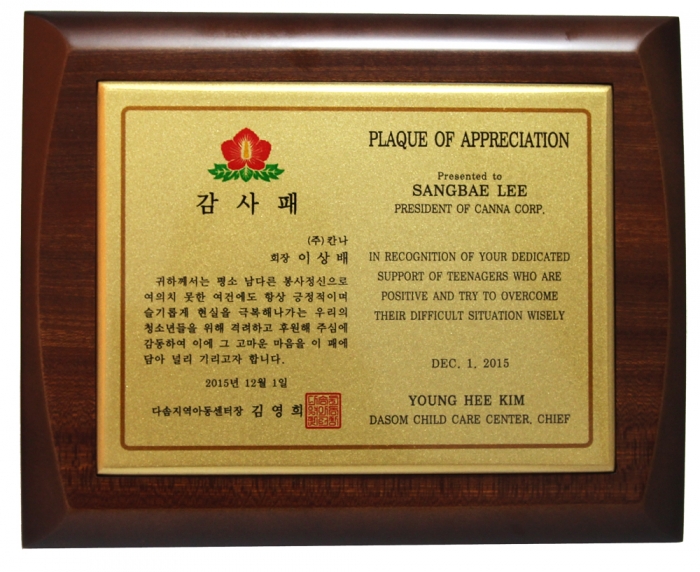 감 사 패
(주)칸나
회장 이상배
귀하께서는 평소 남다른 봉사정신으로
여의치 못한 여건에도 항상 긍정적이며
슬기롭게 현실을 극복해나가는 우리의
청소년들을 위해 격려하고 후원해 주심에
감동하여 이에 그 고마운 마음을 이 패에
담아 널리 기리고자 합니다.
2015년 12월 1일
다솜지역아동센터장 김영희
PLAQUE OF APPRECIATION
Presented to
SANGBAE LEE
PRESIDENT OF CANNA CORP.
IN RECOGNITION OF YOUR DEDICATED
SUPPORT OF TEENAGERS WHO ARE
POSITIVE AND TRY TO OVERCOME
THEIR DIFFICULT SITUATION WISELY
DEC. 1, 2015
YOUNG HEE KIM
DASOM CHILD CARE CENTER, CHIEF